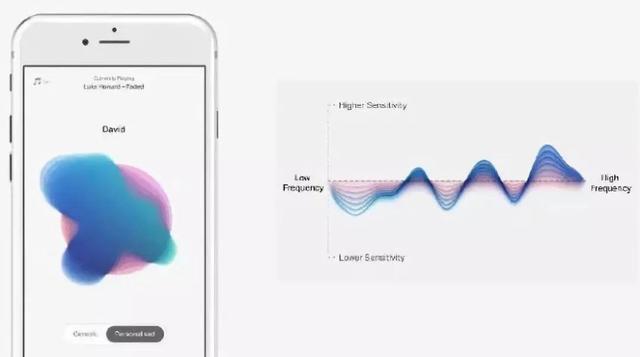 Currently Playing
Luke Howard – Faded
David
Generic
Personalised
Higher Sensitivity
Low
Frequency
High
Frequency
Lower Sensitivity